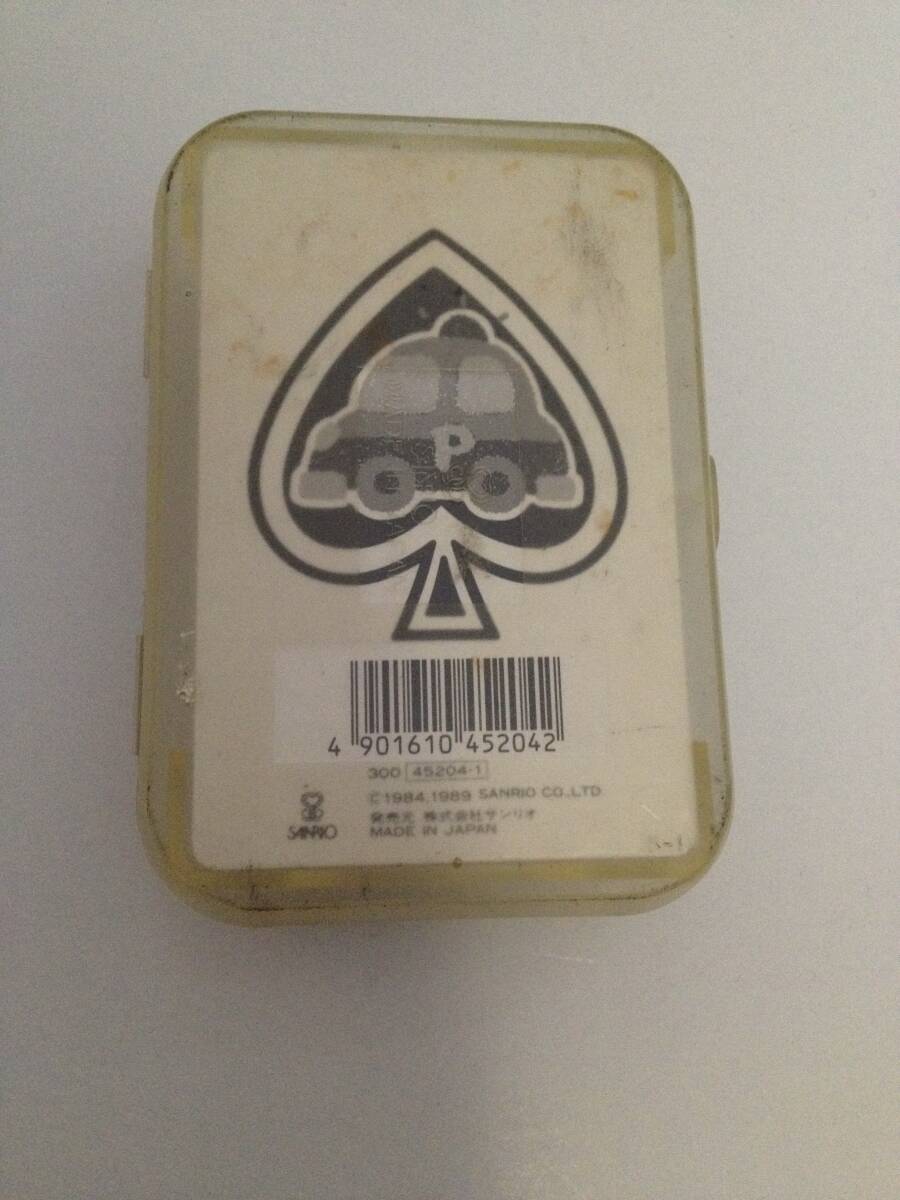 P
4 901610 452042
300 45204-1
©1984,1989 SANRIO CO.,LTD.
発売元 株式会社サンリオ
SANRIO
MADE IN JAPAN